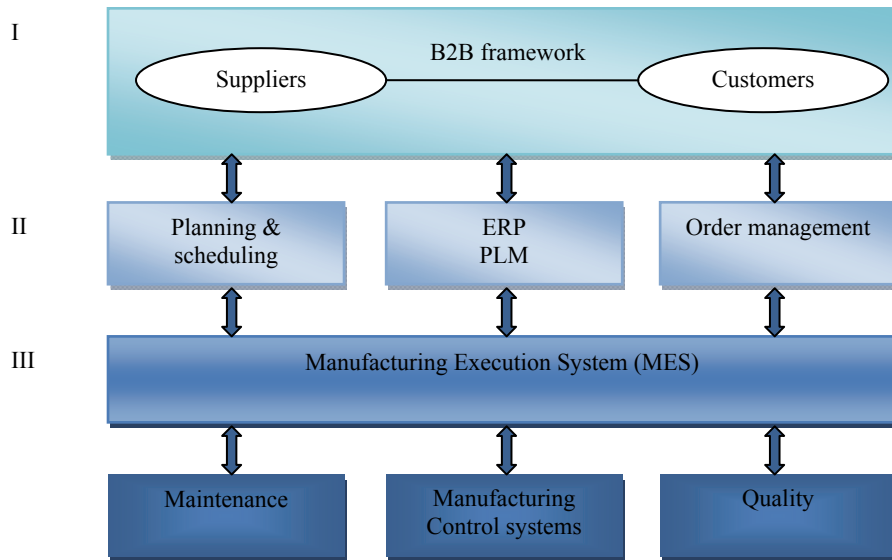 I
B2B framework
Suppliers
Customers
II
Planning &
scheduling
ERP
PLM
Order management
III
Manufacturing Execution System (MES)
Maintenance
Manufacturing
Control systems
Quality